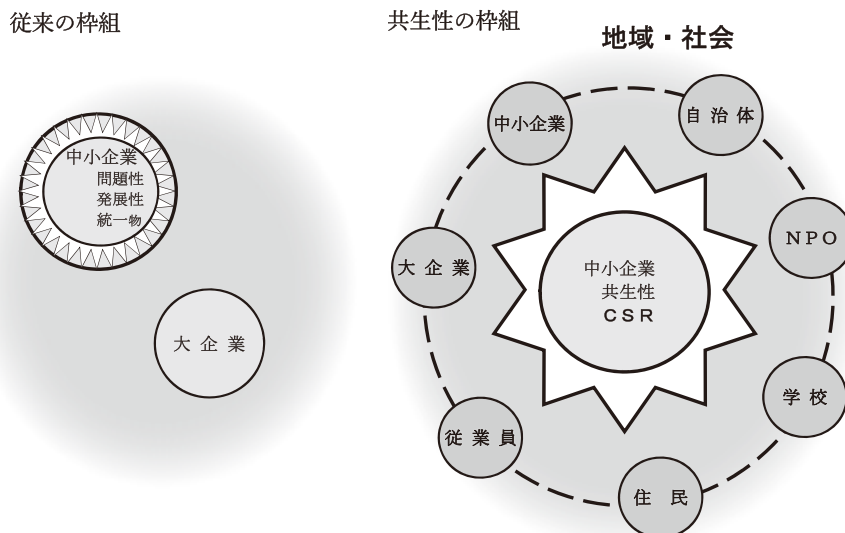 従来の枠組
中小企業
問題性
発展性
統一物
大企業
共生性の枠組
地域・社会
中小企業
自治体
大企業
NPO
中小企業
共生性
CSR
学校
従業員
住民